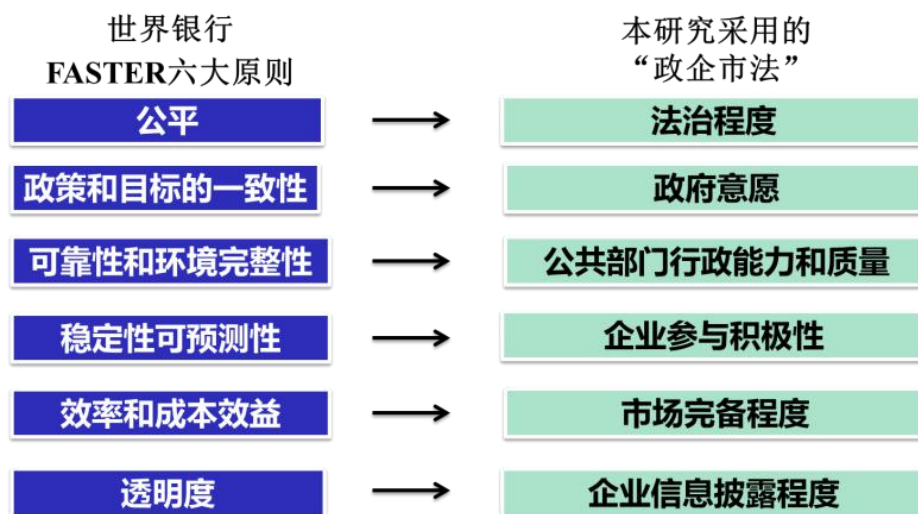 世界银行
FASTER六大原则
本研究采用的
“政企市法”
公平
法治程度
政策和目标的一致性
政府意愿
可靠性和环境完整性
公共部门行政能力和质量
稳定性可预测性
企业参与积极性
效率和成本效益
市场完备程度
透明度
企业信息披露程度